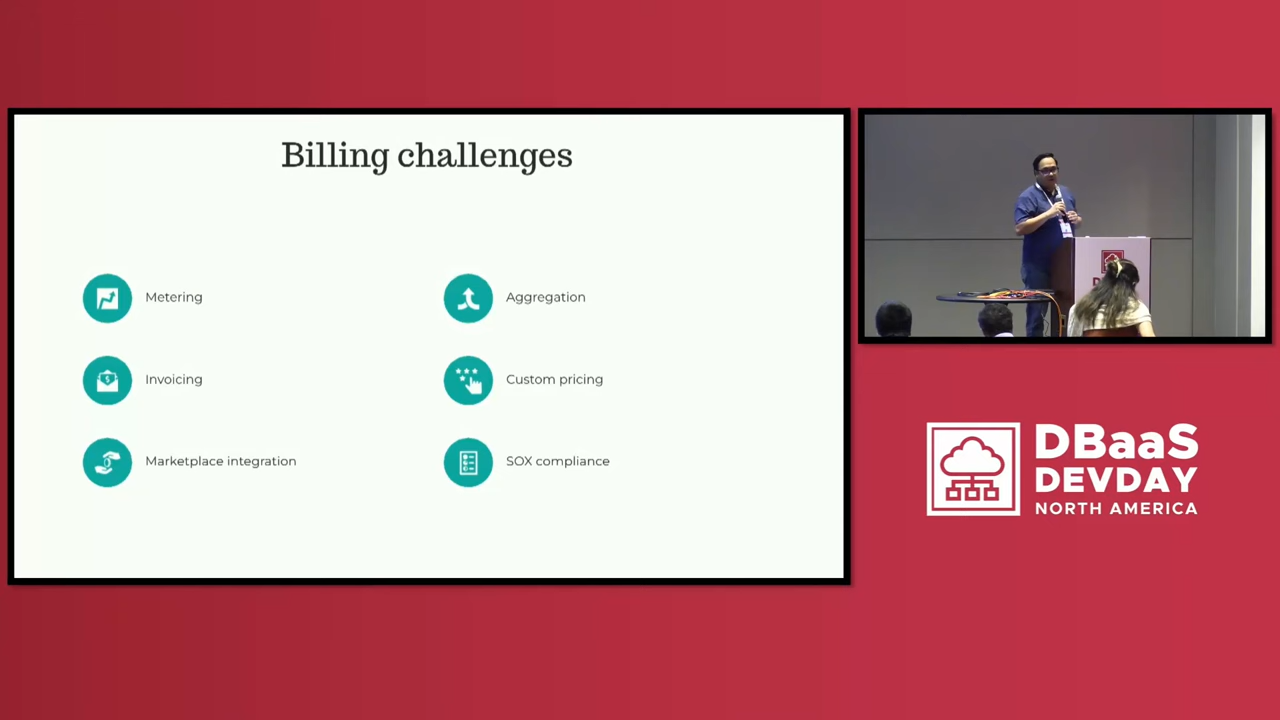 Billing challenges
Metering
Aggregation
Invoicing
Custom pricing
Marketplace integration
SOX compliance
DBaaS
DEVDAY
NORTH AMERICA